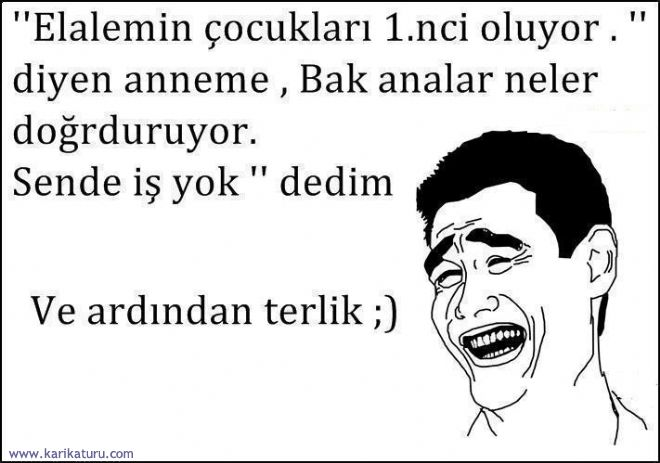 "Elalemin çocukları 1.nci oluyor . "
diyen anneme , Bak analar neler
doğrduruyor.
Sende iş yok " dedim
Ve ardından terlik ;)
www.karikaturu.com